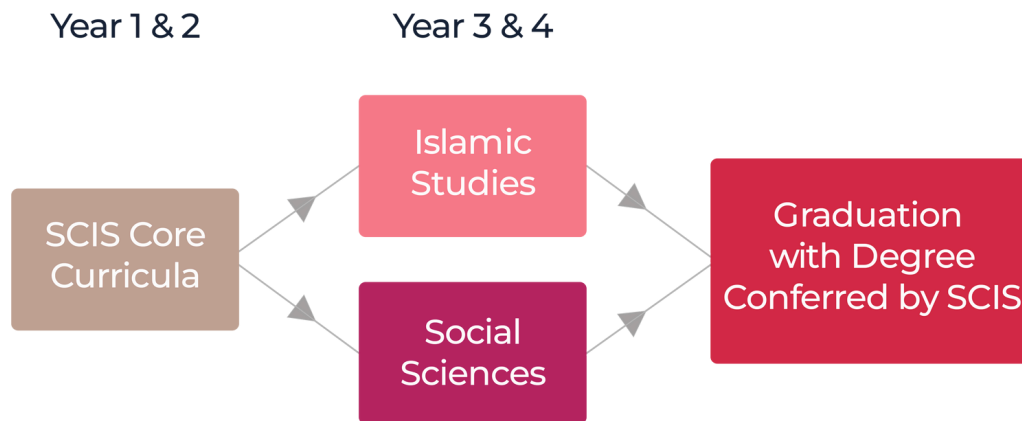 Year 1 & 2
Year 3 & 4
SCIS Core
Curricula
Islamic
Studies
Social
Sciences
Graduation
with Degree
Conferred by SCIS